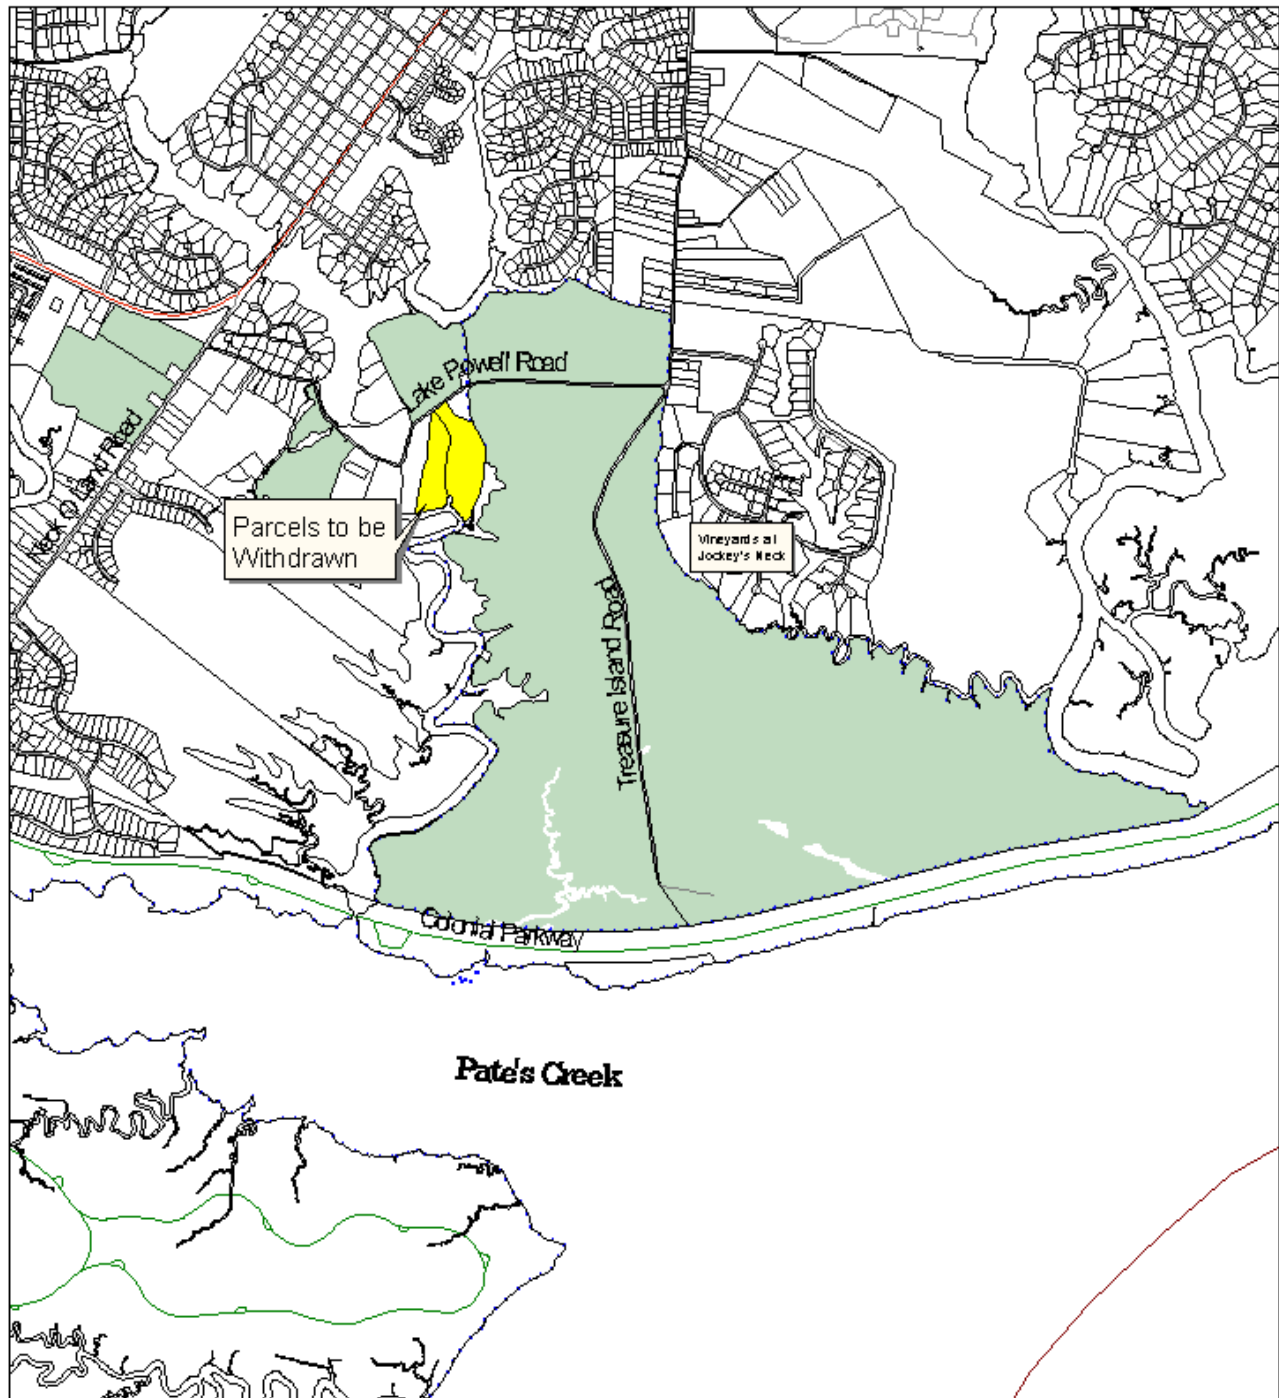 Lake Powell Road
Neck O Land Road
Parcels to be
Withdrawn
Vineyards at
Jockey's Neck
Treasure Island Road
Colonial Parkway
Pate's Creek